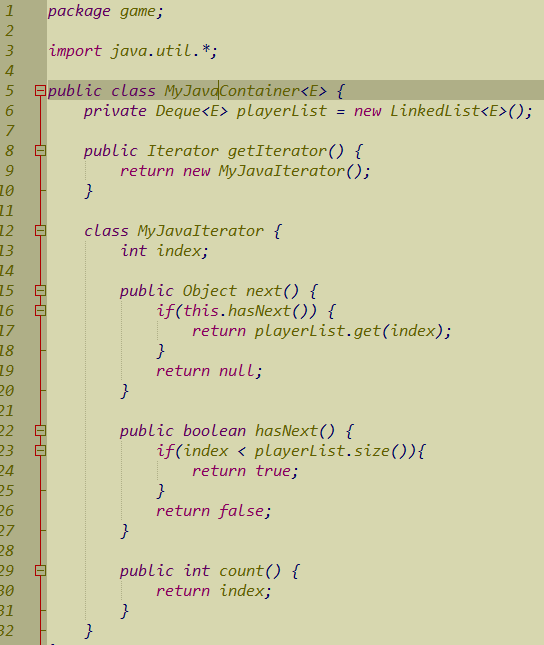 1 package game;
2
3 import java.util.*;
4
5 public class MyJavaContainer<E> {
6 private Deque<E> playerList = new LinkedList<E>();
7
8 public Iterator getIterator() {
9 return new MyJavaIterator();
10 }
11
12 class MyJavaIterator {
13 int index;
14
15 public Object next() {
16 if(this.hasNext()) {
17 return playerList.get(index);
18 }
19 return null;
20 }
21
22 public boolean hasNext() {
23 if(index < playerList.size()){
24 return true;
25 }
26 return false;
27 }
28
29 public int count() {
30 return index;
31 }
32 }